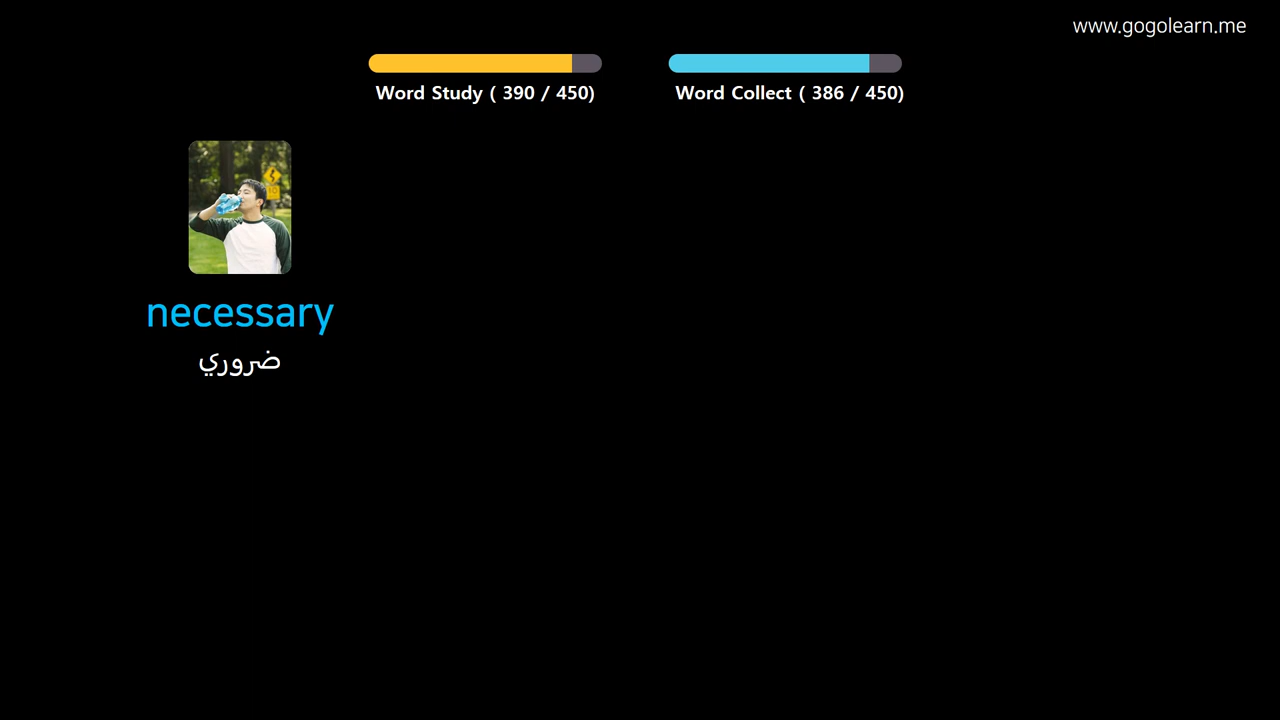 www.gogolearn.me
Word Study ( 390 / 450)
Word Collect ( 386 / 450)
necessary
ضروري